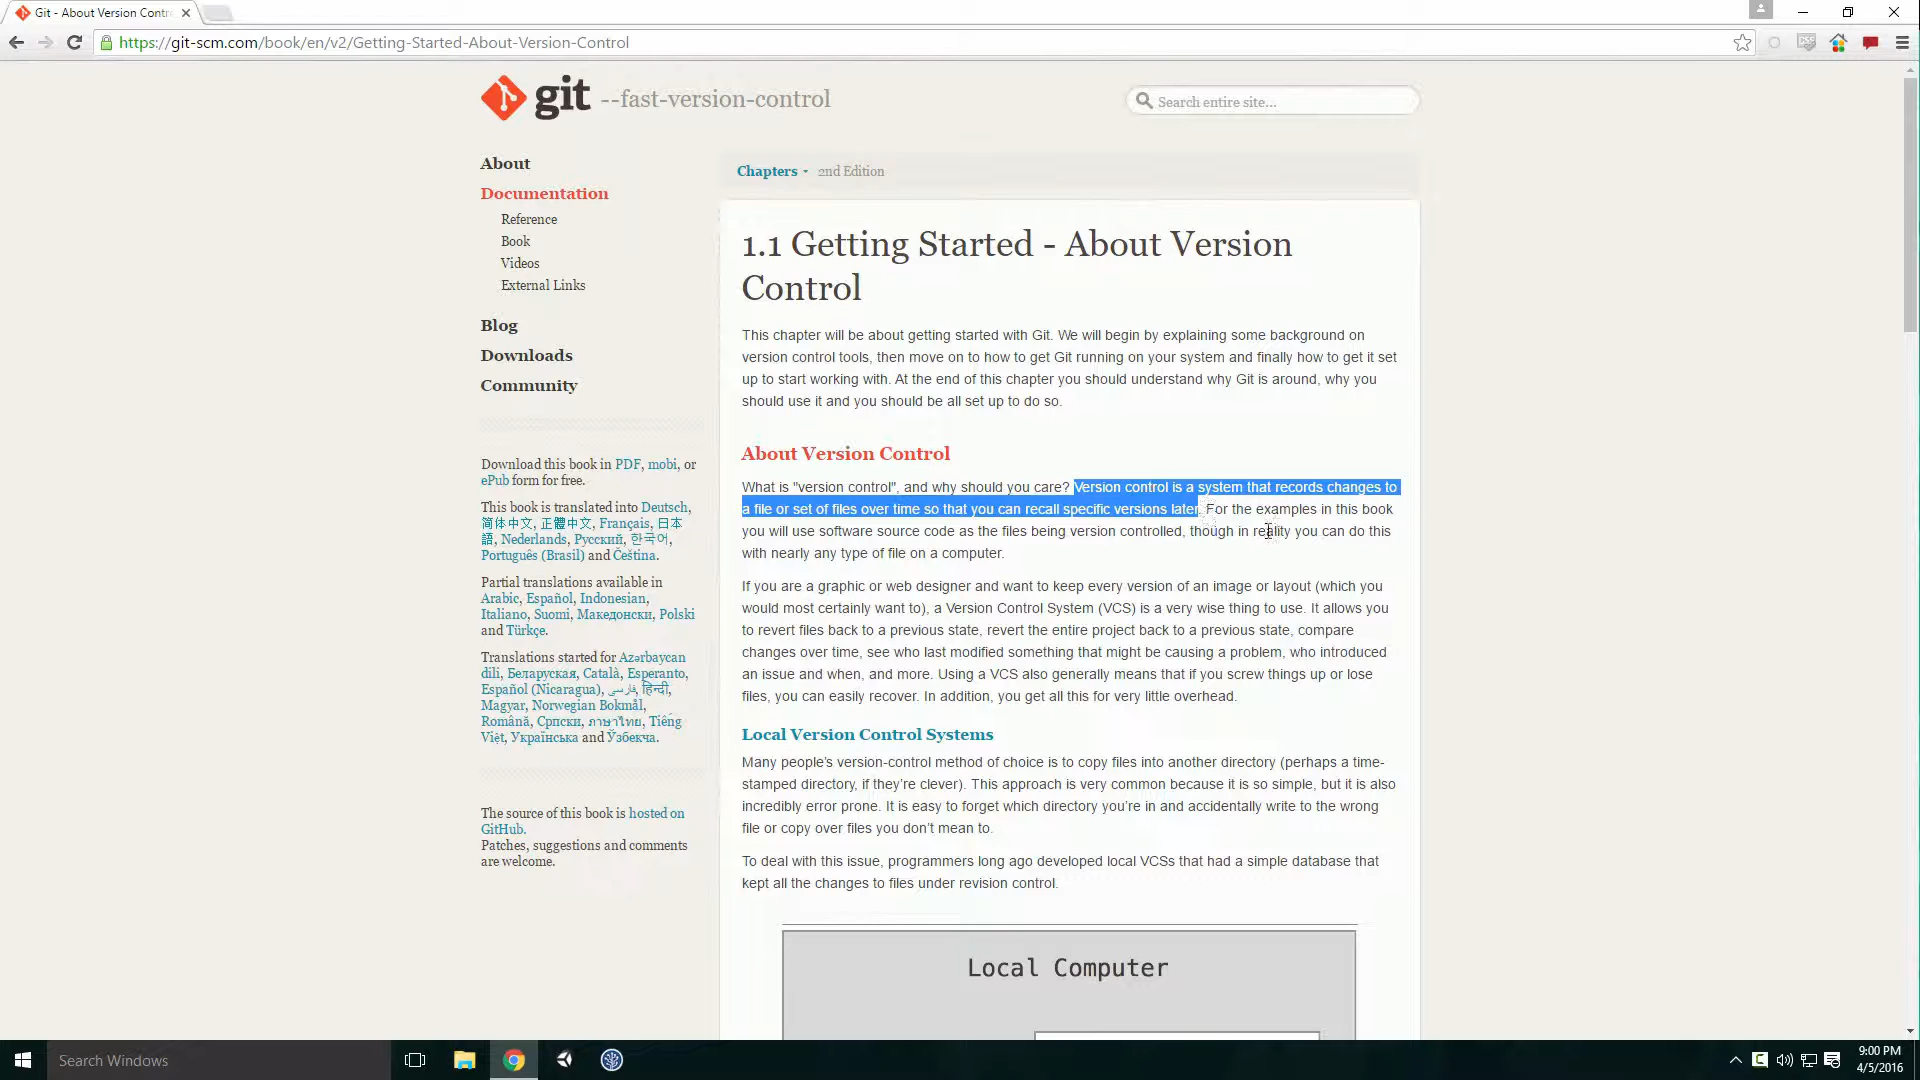 Git - About Version Contr
https://git-scm.com/book/en/v2/Getting-Started-About-Version-Control
git --fast-version-control
Search entire site...
About
Documentation
Reference
Book
Videos
External Links
Blog
Downloads
Community
Download this book in PDF, mobi, or
ePub form for free.
This book is translated into Deutsch,
简体中文, 正體中文, Français, 日本
語, Nederlands, Русский, 한국어,
Português (Brasil) and Čeština.
Partial translations available in
Arabic, Español, Indonesian,
Italiano, Suomi, Македонски, Polski
and Türkçe.
Translations started for Azərbaycan
dili, Беларуская, Català, Esperanto,
Español (Nicaragua), فارسی, हिन्दी,
Magyar, Norwegian Bokmål,
Română, Српски, ภาษาไทย, Tiếng
Việt, Українська and Ўзбекча.
The source of this book is hosted on
GitHub.
Patches, suggestions and comments
are welcome.
Chapters 2nd Edition
1.1 Getting Started - About Version
Control
This chapter will be about getting started with Git. We will begin by explaining some background on
version control tools, then move on to how to get Git running on your system and finally how to get it set
up to start working with. At the end of this chapter you should understand why Git is around, why you
should use it and you should be all set up to do so.
About Version Control
What is "version control", and why should you care? Version control is a system that records changes to
a file or set of files over time so that you can recall specific versions later. For the examples in this book
you will use software source code as the files being version controlled, though in reality you can do this
with nearly any type of file on a computer.
If you are a graphic or web designer and want to keep every version of an image or layout (which you
would most certainly want to), a Version Control System (VCS) is a very wise thing to use. It allows you
to revert files back to a previous state, revert the entire project back to a previous state, compare
changes over time, see who last modified something that might be causing a problem, who introduced
an issue and when, and more. Using a VCS also generally means that if you screw things up or lose
files, you can easily recover. In addition, you get all this for very little overhead.
Local Version Control Systems
Many people’s version-control method of choice is to copy files into another directory (perhaps a time-
stamped directory, if they’re clever). This approach is very common because it is so simple, but it is also
incredibly error prone. It is easy to forget which directory you’re in and accidentally write to the wrong
file or copy over files you don’t mean to.
To deal with this issue, programmers long ago developed local VCSs that had a simple database that
kept all the changes to files under revision control.
Local Computer
Search Windows
9:00 PM
4/5/2016